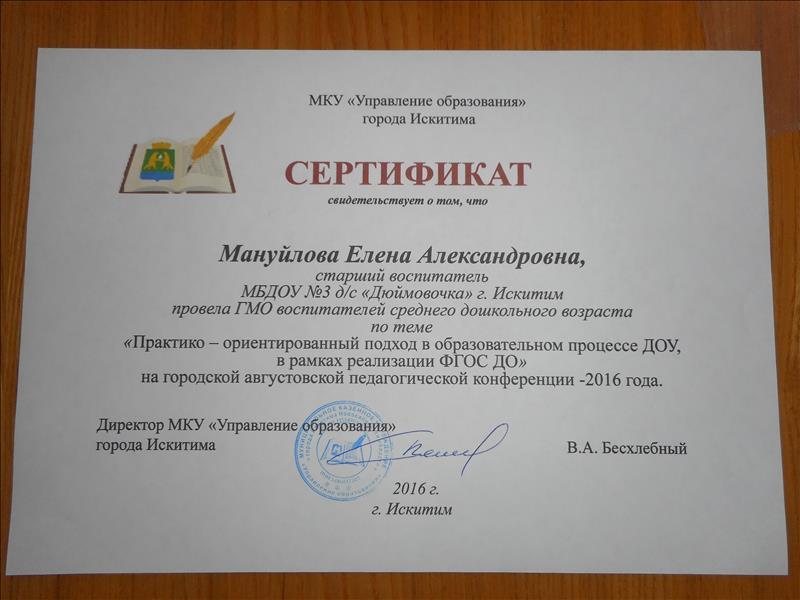 МКУ «Управление образования»
города Искитима
СЕРТИФИКАТ
свидетельствует о том, что
Мануйлова Елена Александровна,
старший воспитатель
МБДОУ №3 д/с «Дюймовочка» г. Искитим
провела ГМО воспитателей среднего дошкольного возраста
по теме
«Практико – ориентированный подход в образовательном процессе ДОУ,
в рамках реализации ФГОС ДО»
на городской августовской педагогической конференции -2016 года.
Директор МКУ «Управление образования»
города Искитима
В.А. Бесхлебный
2016 г.
г. Искитим